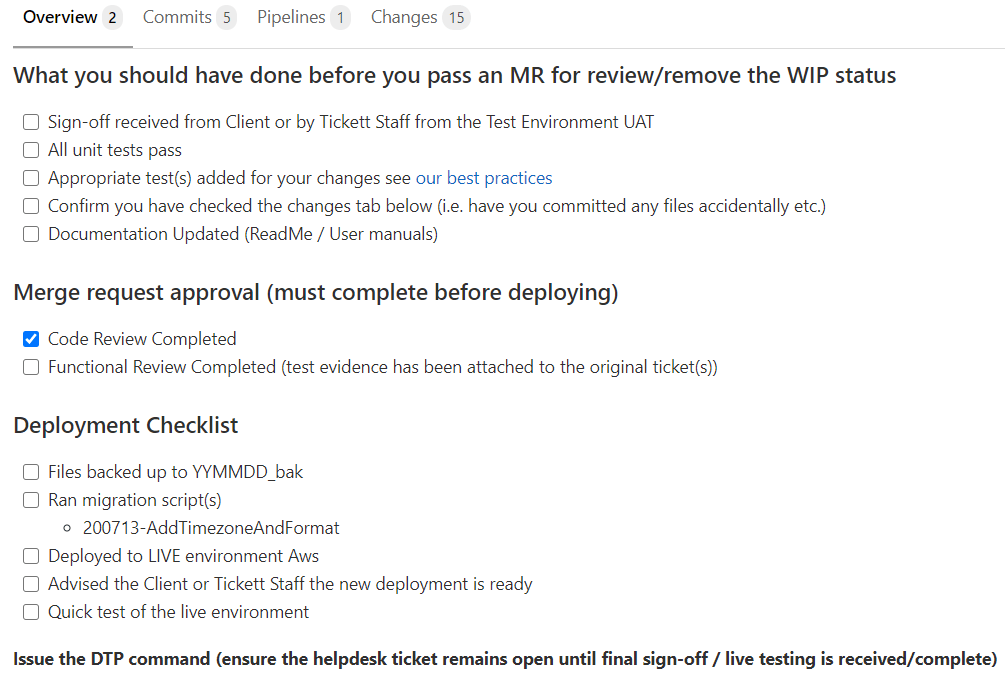 Overview 2 Commits 5 Pipelines 1 Changes 15
What you should have done before you pass an MR for review/remove the WIP status
Sign-off received from Client or by Tickett Staff from the Test Environment UAT
All unit tests pass
Appropriate test(s) added for your changes see our best practices
Confirm you have checked the changes tab below (i.e. have you committed any files accidentally etc.)
Documentation Updated (ReadMe / User manuals)
Merge request approval (must complete before deploying)
Code Review Completed
Functional Review Completed (test evidence has been attached to the original ticket(s))
Deployment Checklist
Files backed up to YYMMDD_bak
Ran migration script(s)
200713-AddTimezoneAndFormat
Deployed to LIVE environment Aws
Advised the Client or Tickett Staff the new deployment is ready
Quick test of the live environment
Issue the DTP command (ensure the helpdesk ticket remains open until final sign-off / live testing is received/complete)